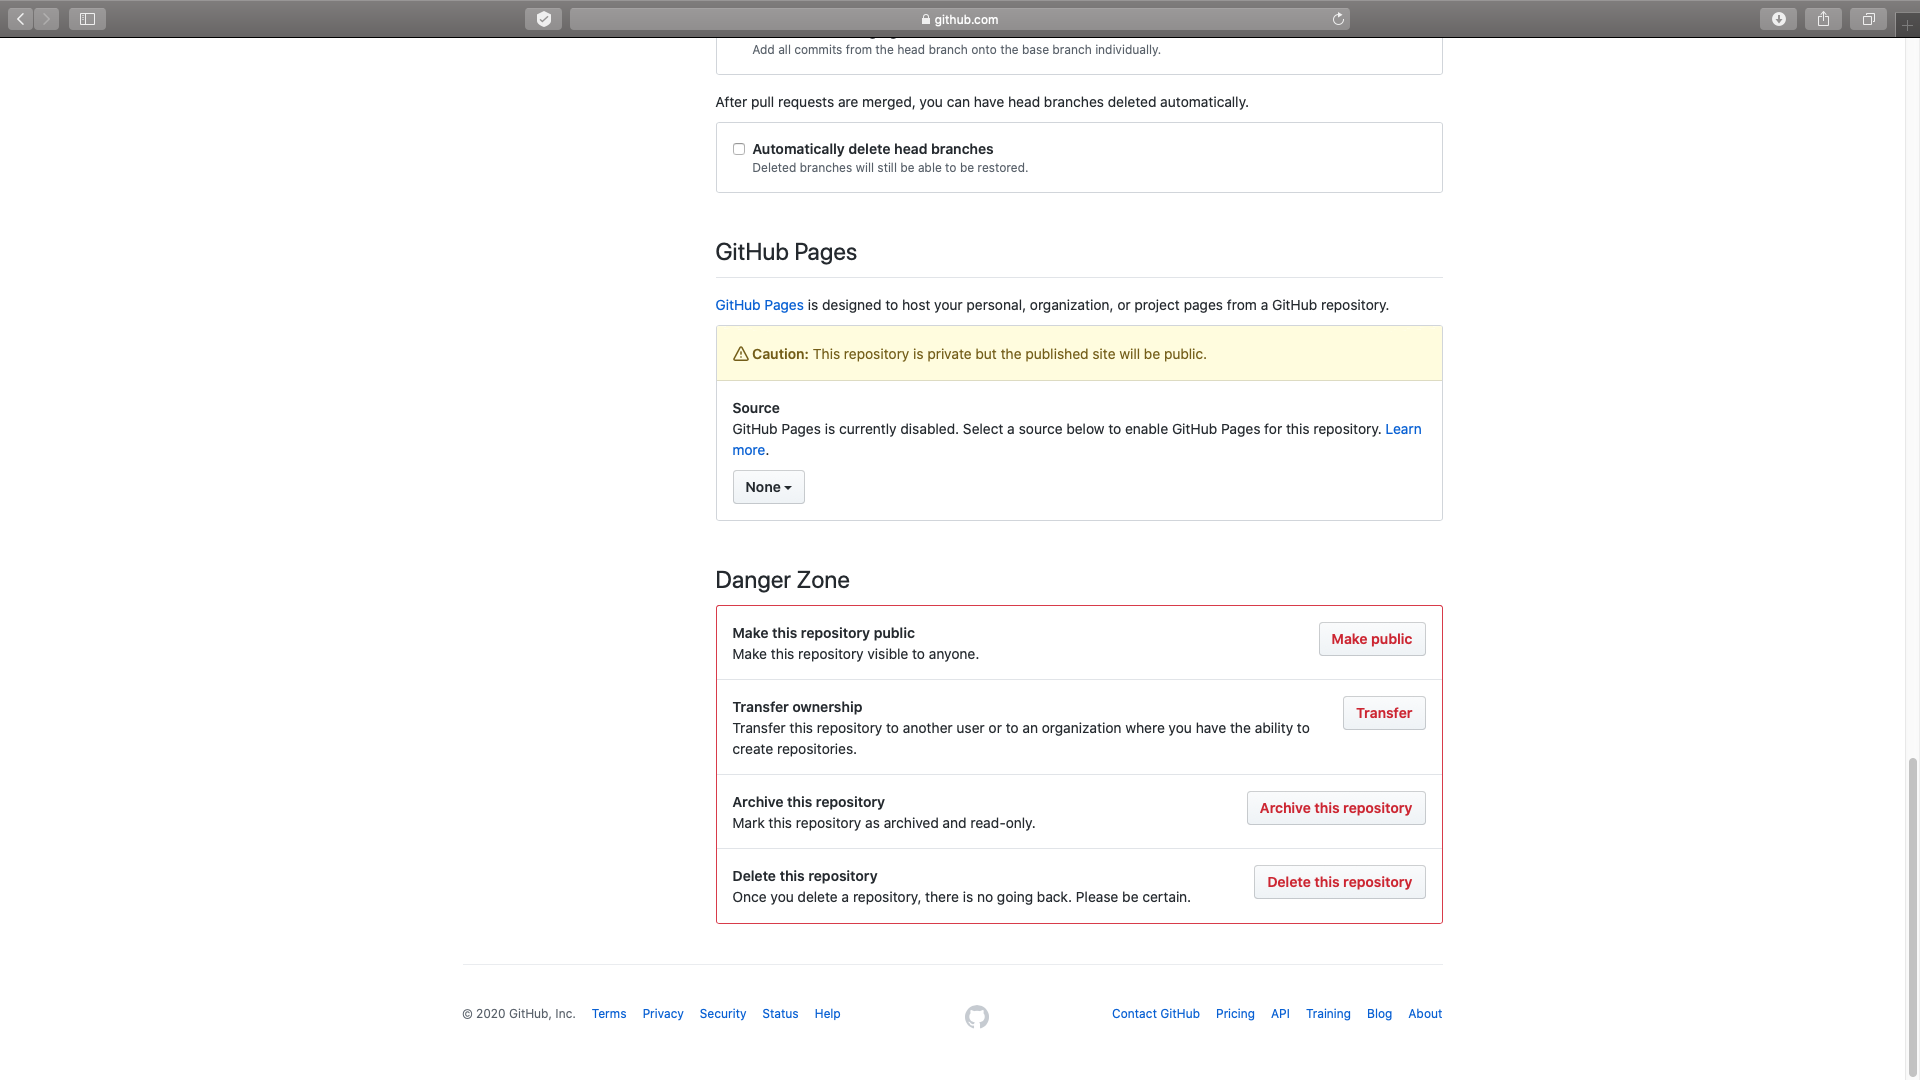 github.com
Add all commits from the head branch onto the base branch individually.
After pull requests are merged, you can have head branches deleted automatically.
Automatically delete head branches
Deleted branches will still be able to be restored.
GitHub Pages
GitHub Pages is designed to host your personal, organization, or project pages from a GitHub repository.
Caution: This repository is private but the published site will be public.
Source
GitHub Pages is currently disabled. Select a source below to enable GitHub Pages for this repository. Learn
more.
None
Danger Zone
Make this repository public
Make this repository visible to anyone.
Make public
Transfer ownership
Transfer this repository to another user or to an organization where you have the ability to
create repositories.
Transfer
Archive this repository
Mark this repository as archived and read-only.
Archive this repository
Delete this repository
Once you delete a repository, there is no going back. Please be certain.
Delete this repository
© 2020 GitHub, Inc. Terms Privacy Security Status Help Contact GitHub Pricing API Training Blog About